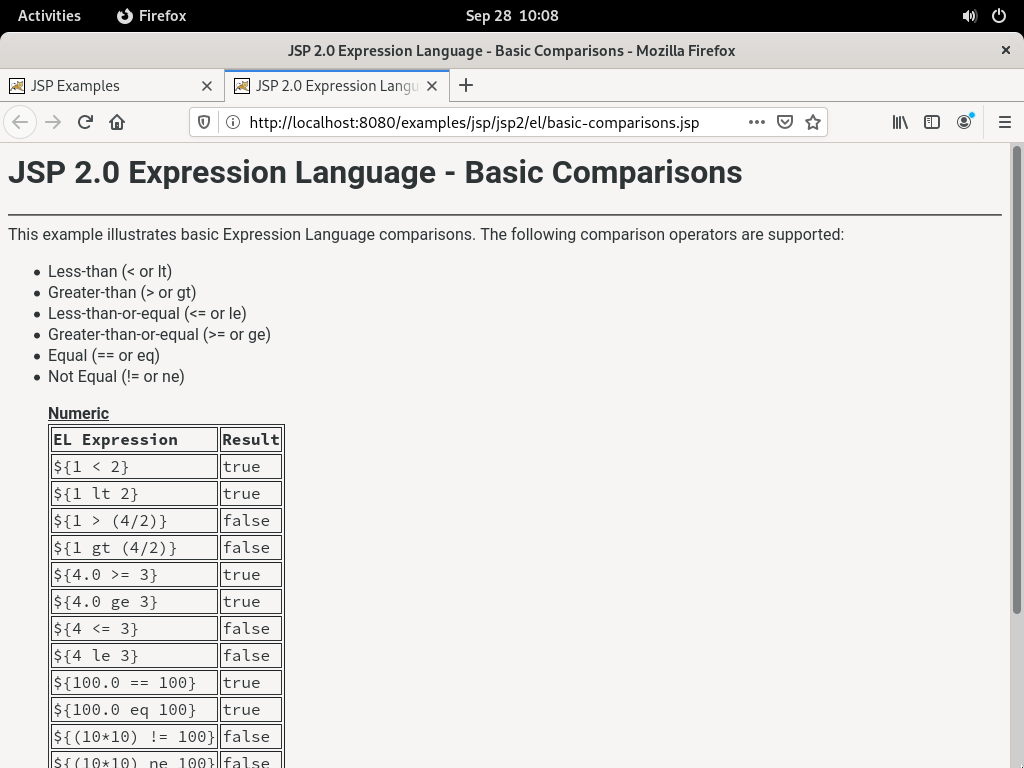 Activities Firefox Sep 28 10:08
JSP 2.0 Expression Language - Basic Comparisons - Mozilla Firefox
JSP Examples JSP 2.0 Expression Langu
http://localhost:8080/examples/jsp/jsp2/el/basic-comparisons.jsp
JSP 2.0 Expression Language - Basic Comparisons
This example illustrates basic Expression Language comparisons. The following comparison operators are supported:
• Less-than (< or lt)
• Greater-than (> or gt)
• Less-than-or-equal (<= or le)
• Greater-than-or-equal (>= or ge)
• Equal (== or eq)
• Not Equal (!= or ne)
Numeric
EL Expression Result
${1 < 2} true
${1 lt 2} true
${1 > (4/2)} false
${1 gt (4/2)} false
${4.0 >= 3} true
${4.0 ge 3} true
${4 <= 3} false
${4 le 3} false
${100.0 == 100} true
${100.0 eq 100} true
${(10*10) != 100} false
${(10*10) ne 100} false